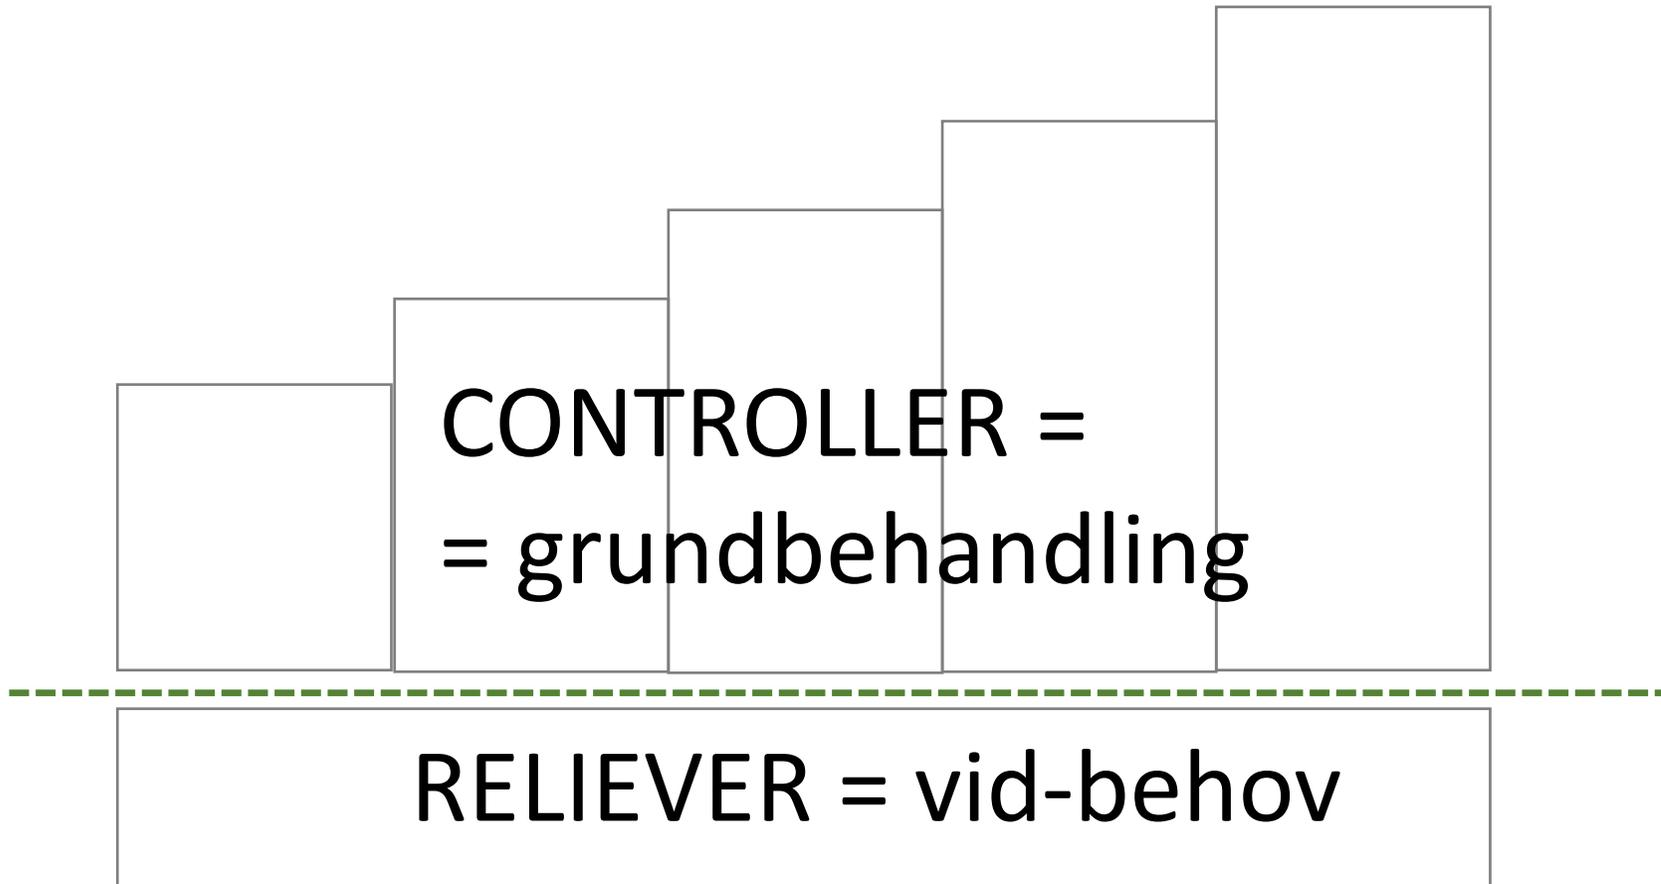 CONTROLLER =
= grundbehandling
RELIEVER = vid-behov